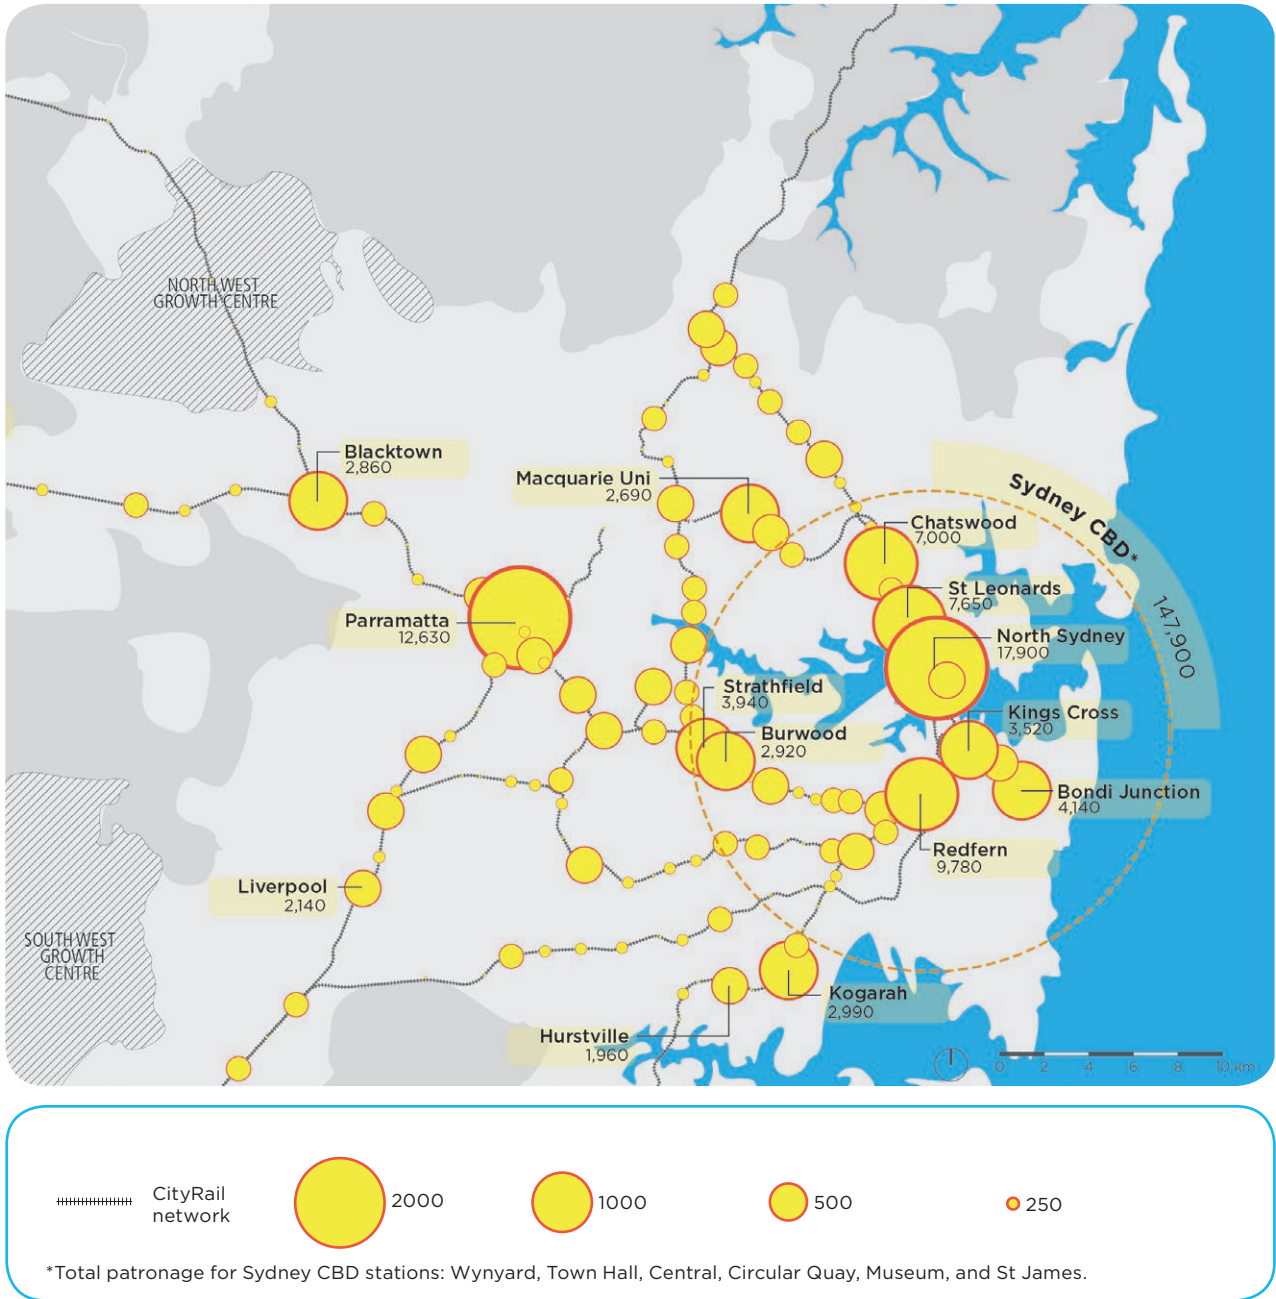 NORTH WEST
GROWTH CENTRE
Blacktown
2,860
Macquarie Uni
2,690
Sydney CBD*
147,900
Chatswood
7,000
St Leonards
7,650
Parramatta
12,630
North Sydney
17,900
Strathfield
3,940
Kings Cross
3,520
Burwood
2,920
Bondi Junction
4,140
Redfern
9,780
Liverpool
2,140
SOUTH WEST
GROWTH
CENTRE
Kogarah
2,990
Hurstville
1,960
0 2 4 6 8 10 km
CityRail
network
2000
1000
500
250
*Total patronage for Sydney CBD stations: Wynyard, Town Hall, Central, Circular Quay, Museum, and St James.